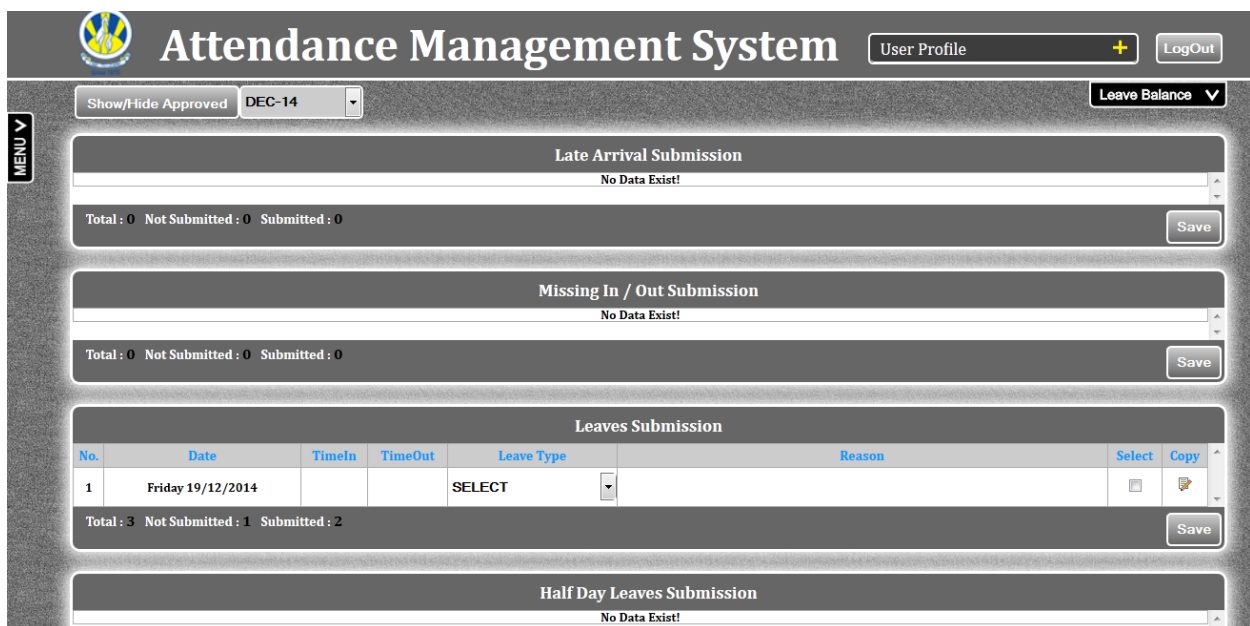 Attendance Management System
User Profile +
LogOut
Show/Hide Approved DEC-14
Leave Balance
MENU
Late Arrival Submission
No Data Exist!
Total : 0 Not Submitted : 0 Submitted : 0
Save
Missing In / Out Submission
No Data Exist!
Total : 0 Not Submitted : 0 Submitted : 0
Save
Leaves Submission
No. Date TimeIn TimeOut Leave Type Reason Select Copy
1 Friday 19/12/2014 SELECT
Total : 3 Not Submitted : 1 Submitted : 2
Save
Half Day Leaves Submission
No Data Exist!